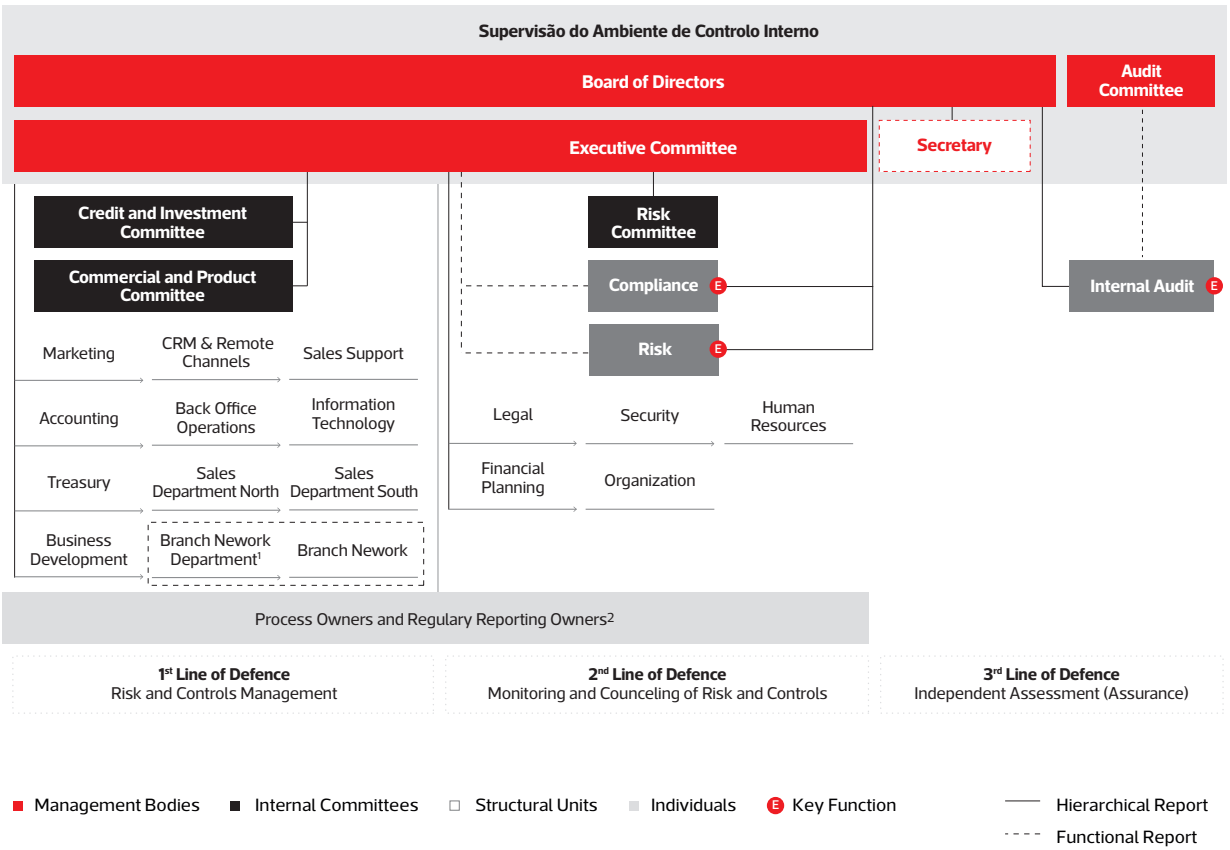 Supervisão do Ambiente de Controlo Interno
Board of Directors
Audit
Committee
Executive Committee
Secretary
Credit and Investment
Committee
Risk
Committee
Commercial and Product
Committee
Compliance
E
Internal Audit
E
Risk
E
Marketing
CRM & Remote
Channels
Sales Support
Accounting
Back Office
Operations
Information
Technology
Legal
Security
Human
Resources
Treasury
Sales
Department North
Sales
Department South
Financial
Planning
Organization
Business
Development
Branch Nework
Department¹
Branch Nework
Process Owners and Regulary Reporting Owners²
1st Line of Defence
Risk and Controls Management
2nd Line of Defence
Monitoring and Counceling of Risk and Controls
3rd Line of Defence
Independent Assessment (Assurance)
Management Bodies
Internal Committees
Structural Units
Individuals
E Key Function
Hierarchical Report
Functional Report